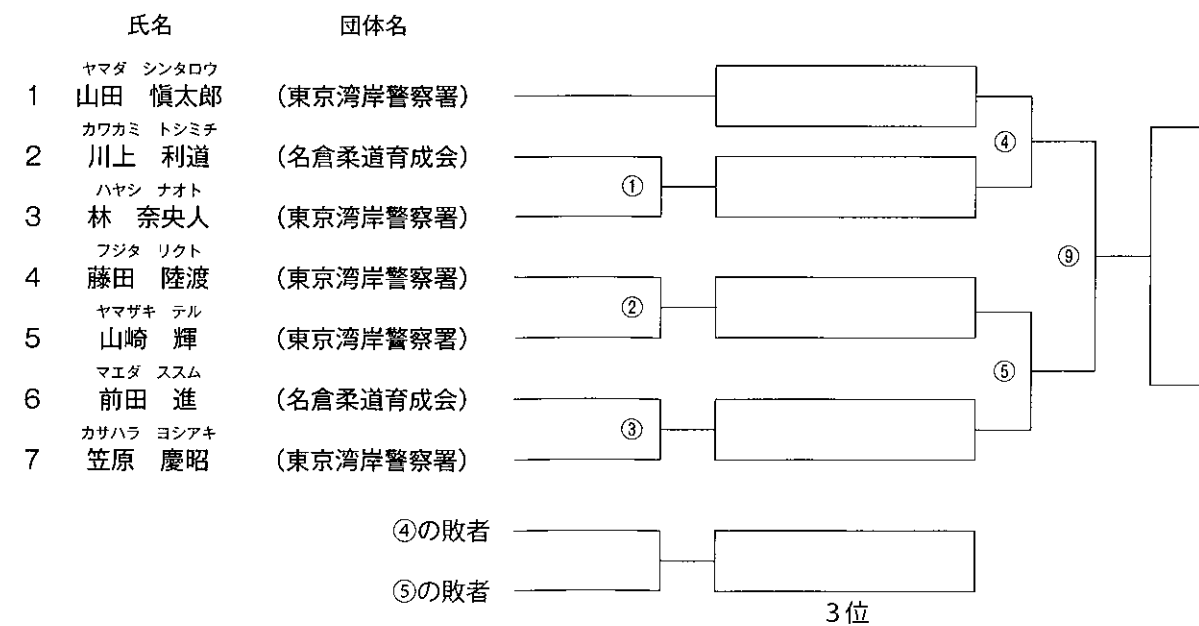 氏名 団体名
ヤマダ シンタロウ
1 山田 愼太郎 (東京湾岸警察署)
カワカミ トシミチ
2 川上 利道 (名倉柔道育成会)
④
①
ハヤシ ナオト
3 林 奈央人 (東京湾岸警察署)
フジタ リクト
4 藤田 陸渡 (東京湾岸警察署)
⑨
②
ヤマザキ テル
5 山崎 輝 (東京湾岸警察署)
⑤
マエダ ススム
6 前田 進 (名倉柔道育成会)
③
カサハラ ヨシアキ
7 笠原 慶昭 (東京湾岸警察署)
④の敗者
⑤の敗者
3位